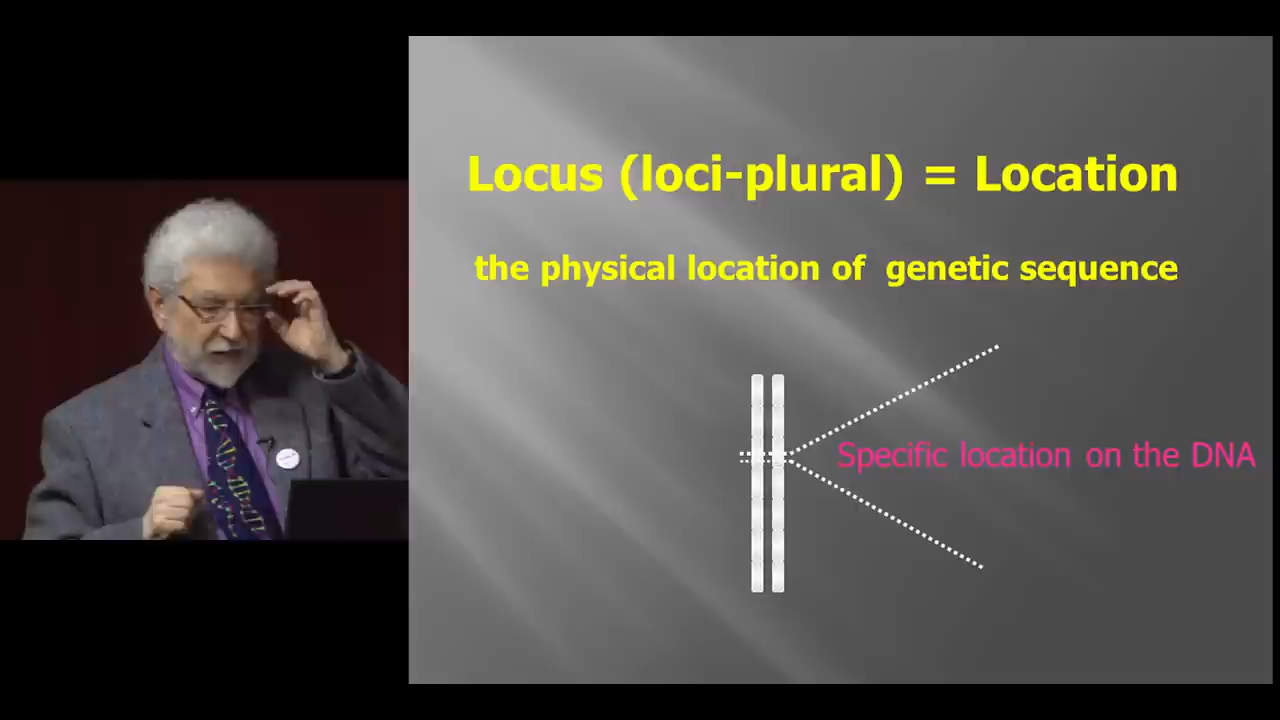 Locus (loci-plural) = Location
the physical location of genetic sequence
Specific location on the DNA